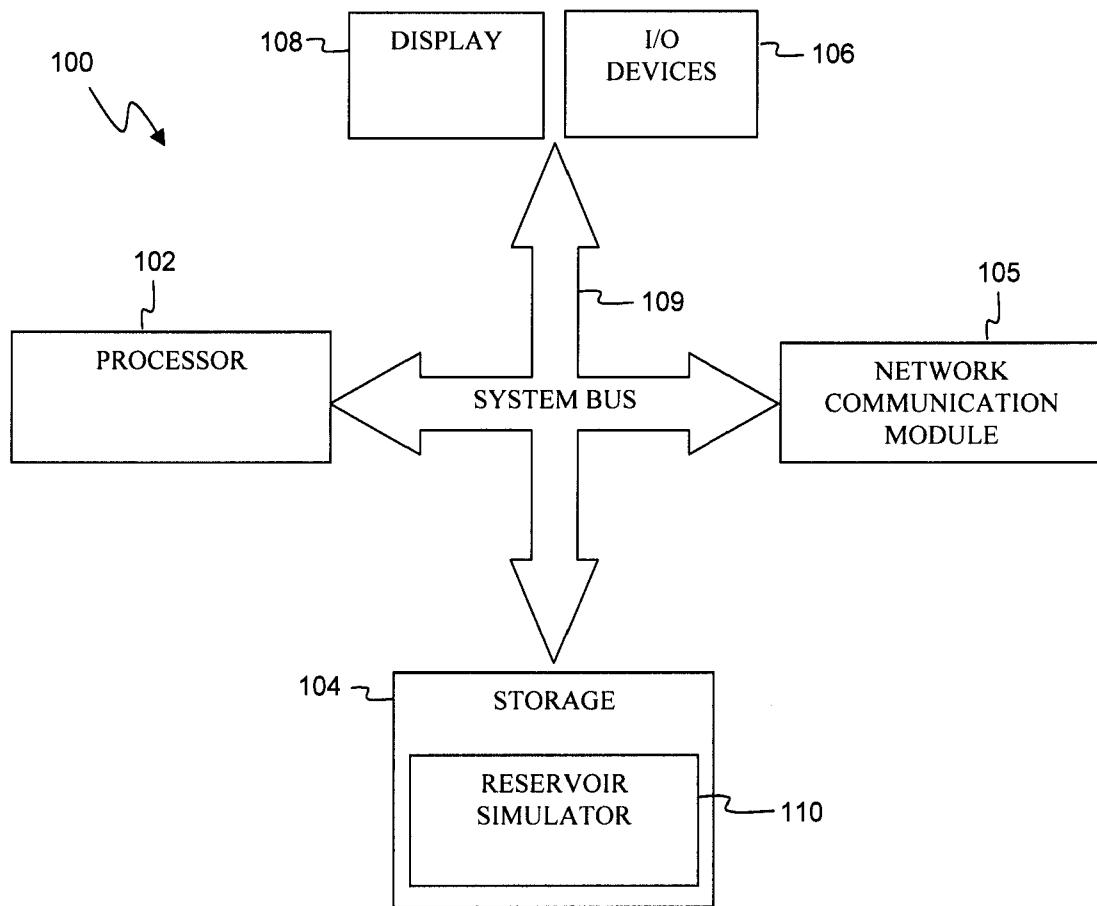 108
DISPLAY
I/O
DEVICES
106
100
102
109
105
PROCESSOR
SYSTEM BUS
NETWORK
COMMUNICATION
MODULE
104
STORAGE
RESERVOIR
SIMULATOR
110